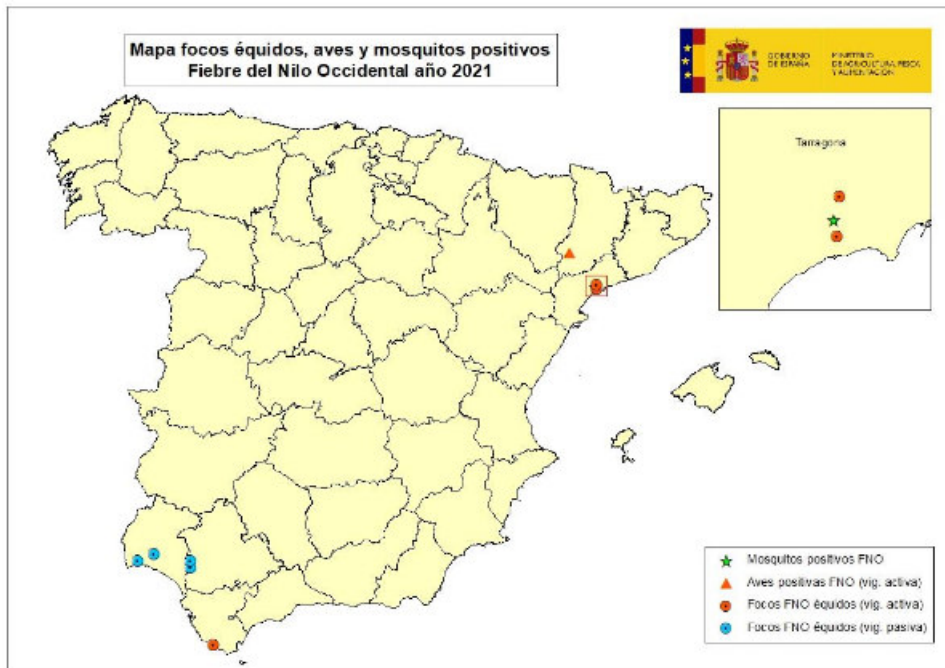 Mapa focos équidos, aves y mosquitos positivos
Fiebre del Nilo Occidental año 2021
GOBIERNO
DE ESPAÑA
MINISTERIO
DE AGRICULTURA, PESCA
Y ALIMENTACIÓN
Tarragona
Mosquitos positivos FNO
Aves positivas FNO (vig. activa)
Focos FNO équidos (vig. activa)
Focos FNO équidos (vig. pasiva)